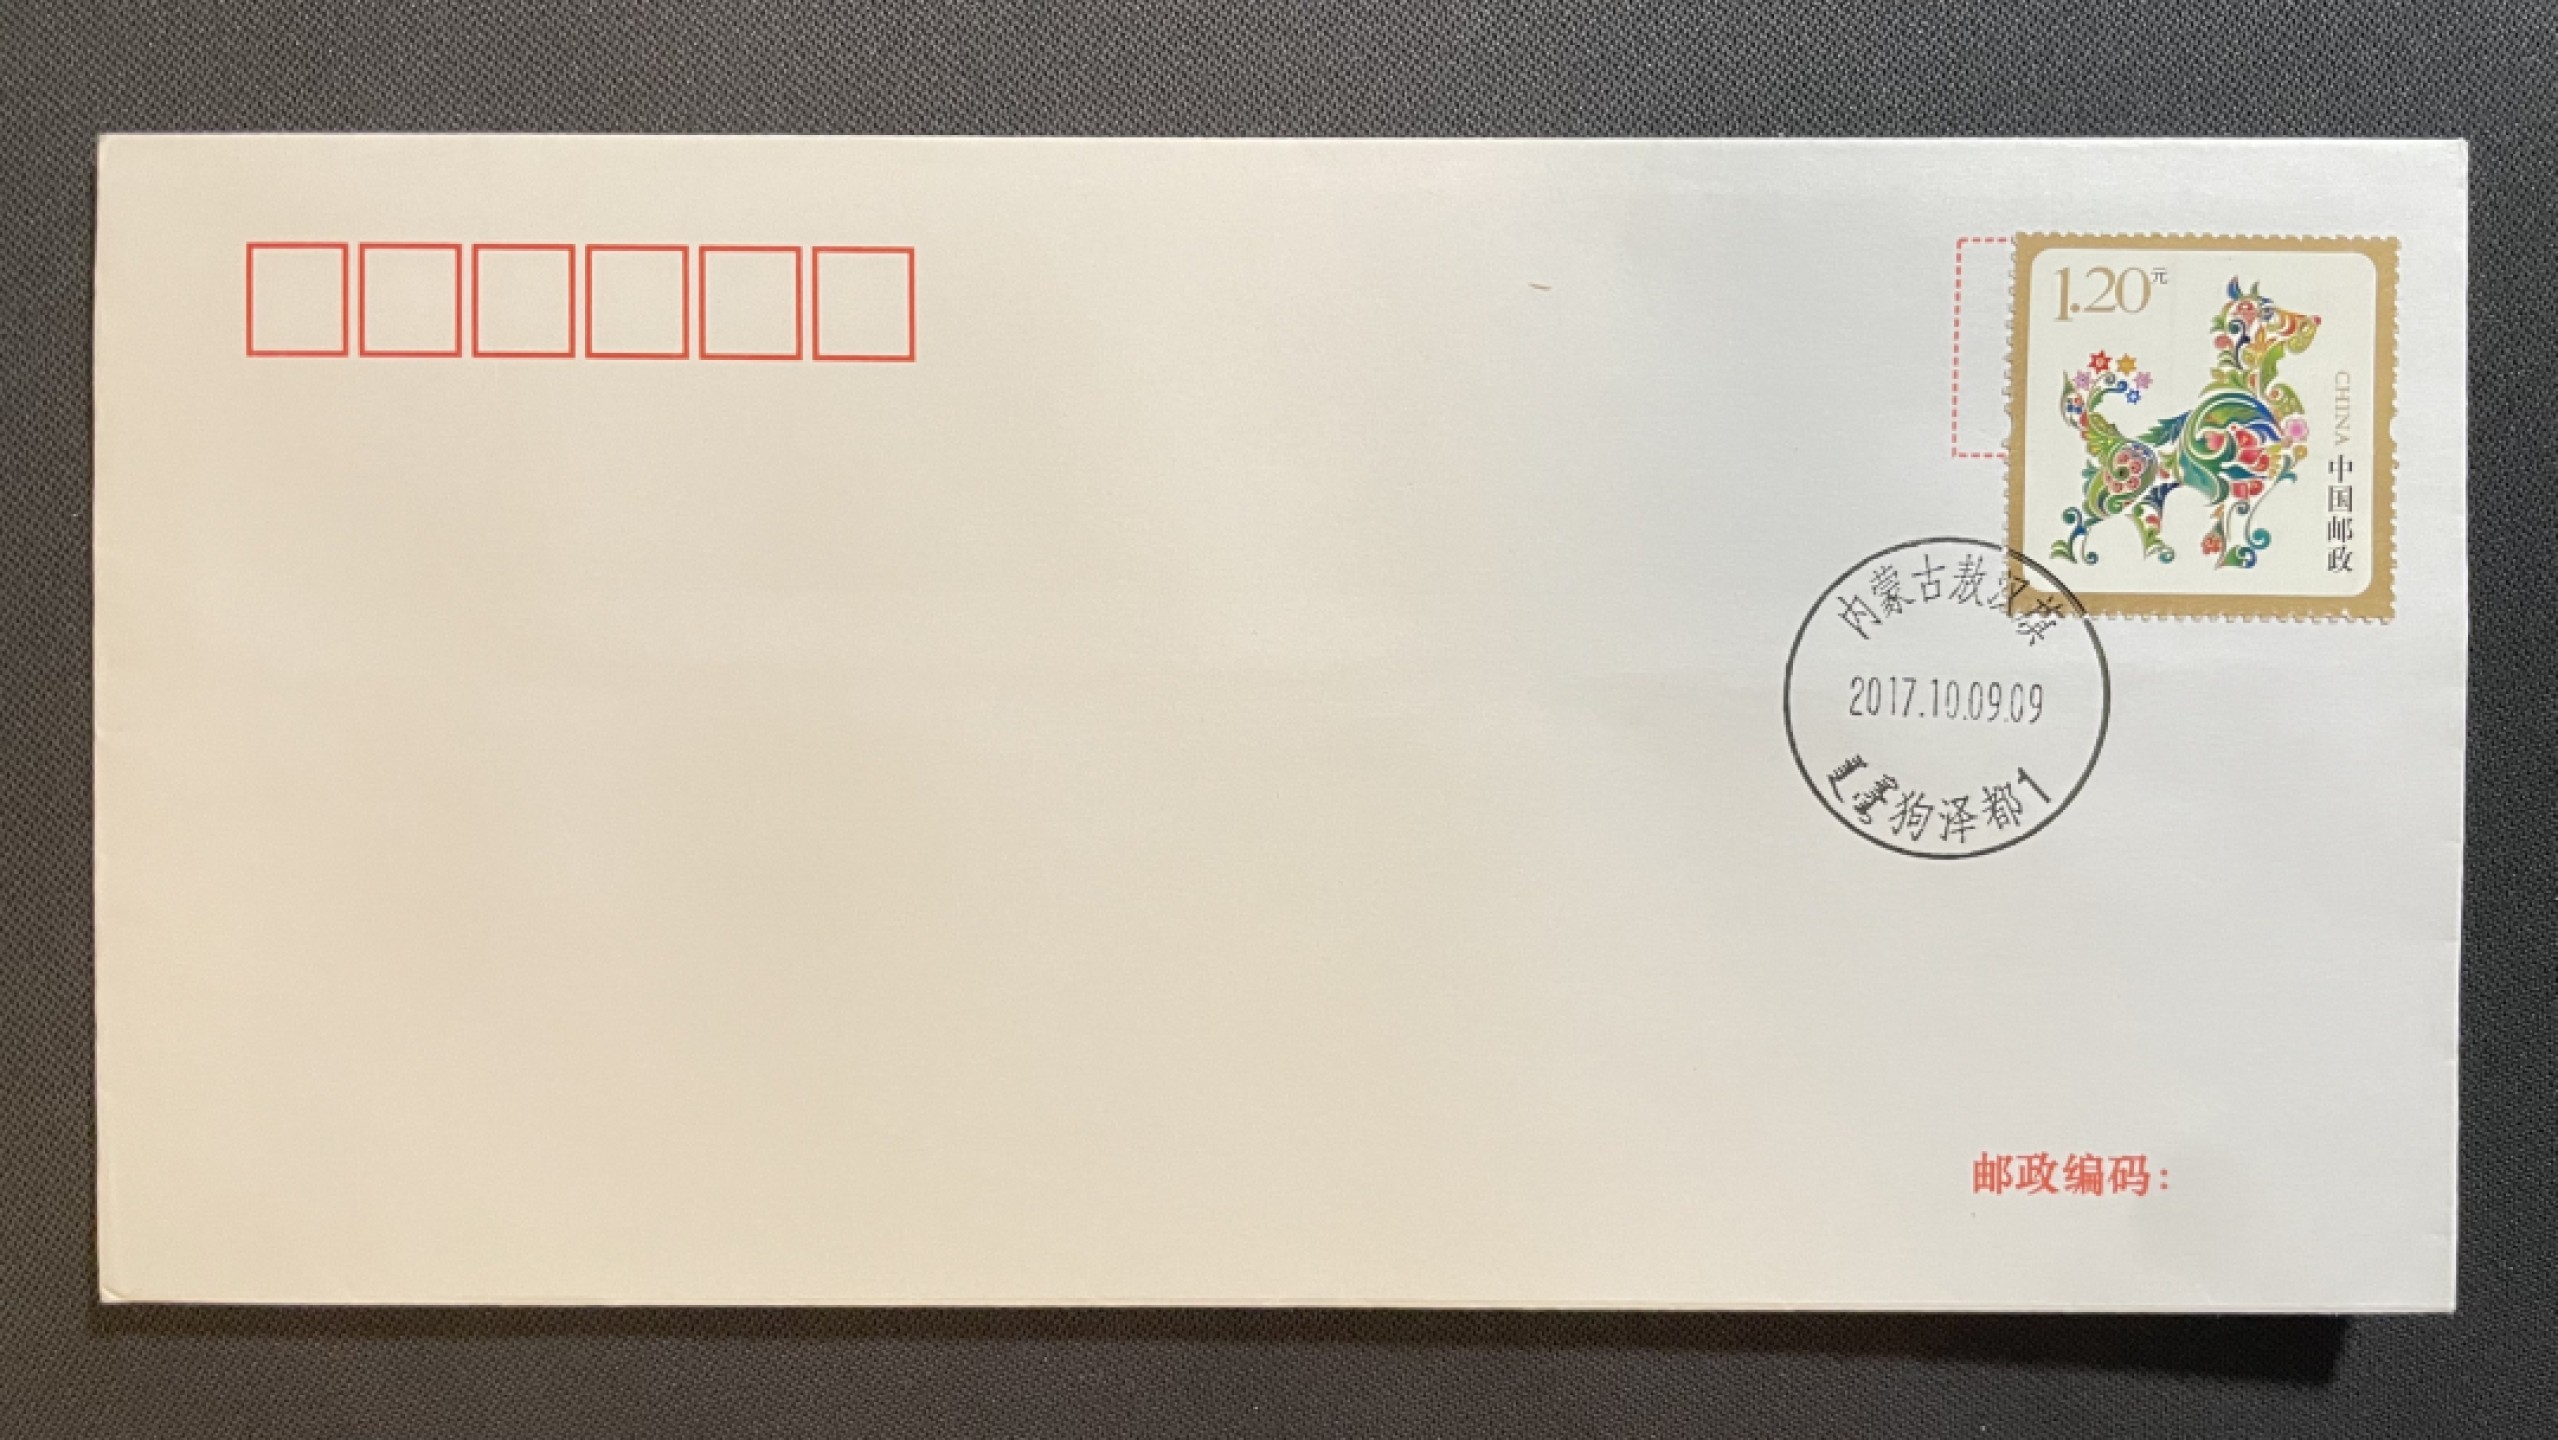 1.20元
CHINA 中国邮政
内蒙古敖汉旗
2017.10.09.09
狗泽都1
邮政编码: